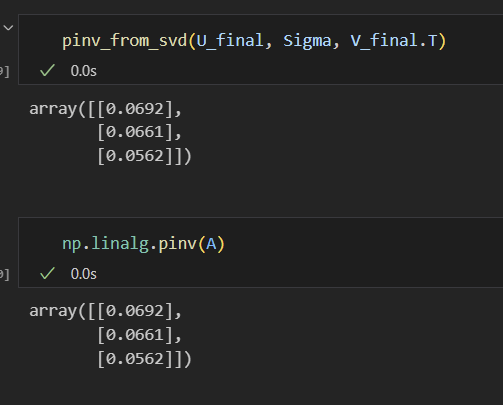 pinv_from_svd(U_final, Sigma, V_final.T)
] 0.0s
array([[0.0692],
[0.0661],
[0.0562]])
np.linalg.pinv(A)
] 0.0s
array([[0.0692],
[0.0661],
[0.0562]])